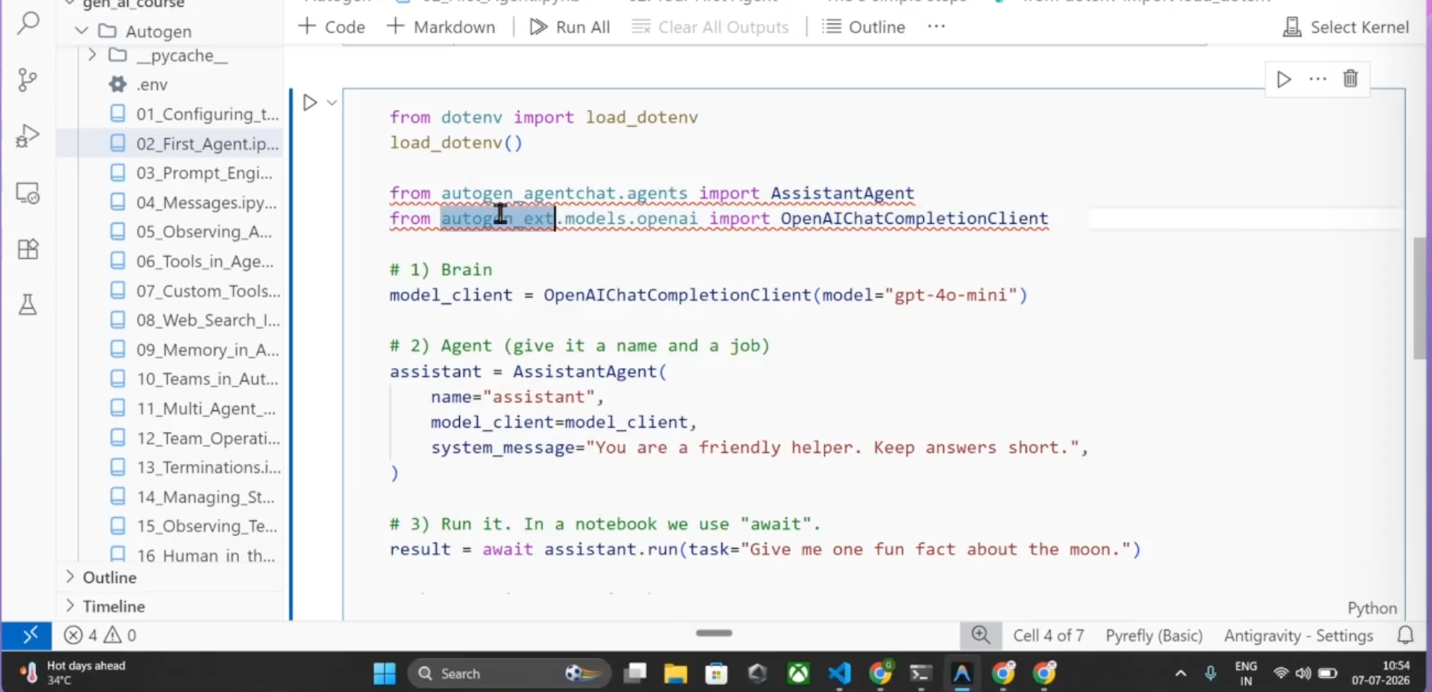 gen_ai_course
Autogen
__pycache__
.env
01_Configuring_t...
02_First_Agent.ip...
03_Prompt_Engi...
04_Messages.ipy...
05_Observing_A...
06_Tools_in_Age...
07_Custom_Tools...
08_Web_Search_I...
09_Memory_in_A...
10_Teams_in_Aut...
11_Multi_Agent_...
12_Team_Operati...
13_Terminations.i...
14_Managing_St...
15_Observing_Te...
16 Human in th...
Outline
Timeline
+ Code + Markdown Run All Clear All Outputs Outline ... Select Kernel
from dotenv import load_dotenv
load_dotenv()
from autogen_agentchat.agents import AssistantAgent
from autogen_ext.models.openai import OpenAIChatCompletionClient
# 1) Brain
model_client = OpenAIChatCompletionClient(model="gpt-4o-mini")
# 2) Agent (give it a name and a job)
assistant = AssistantAgent(
name="assistant",
model_client=model_client,
system_message="You are a friendly helper. Keep answers short.",
)
# 3) Run it. In a notebook we use "await".
result = await assistant.run(task="Give me one fun fact about the moon.")
Python
4 0 Cell 4 of 7 Pyrefly (Basic) Antigravity - Settings
Hot days ahead
34°C
Search
ENG
IN
10:54
07-07-2026